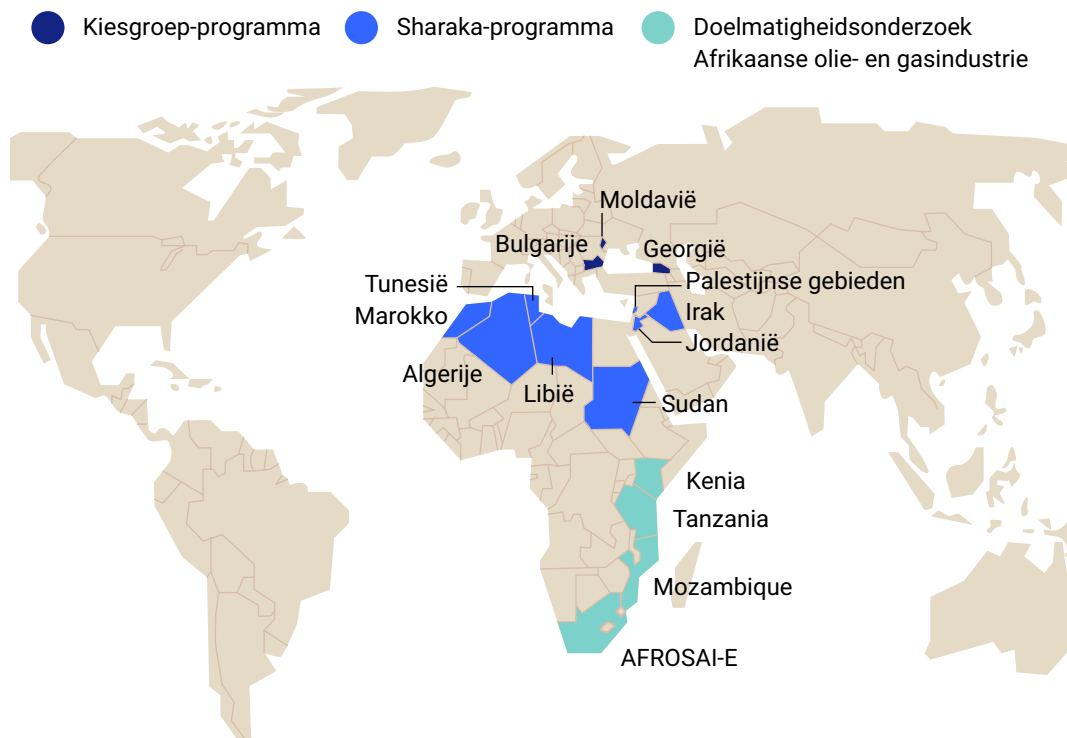 Kiesgroep-programma
Sharaka-programma
Doelmatigheidsonderzoek
Afrikaanse olie- en gasindustrie
Moldavië
Bulgarije
Georgië
Tunesië
Palestijnse gebieden
Marokko
Irak
Jordanië
Algerije
Libië
Sudan
Kenia
Tanzania
Mozambique
AFROSAI-E